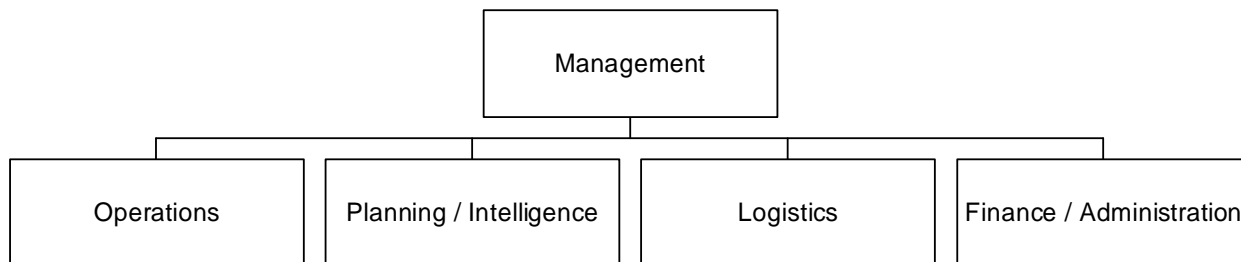 Management
Operations
Planning / Intelligence
Logistics
Finance / Administration